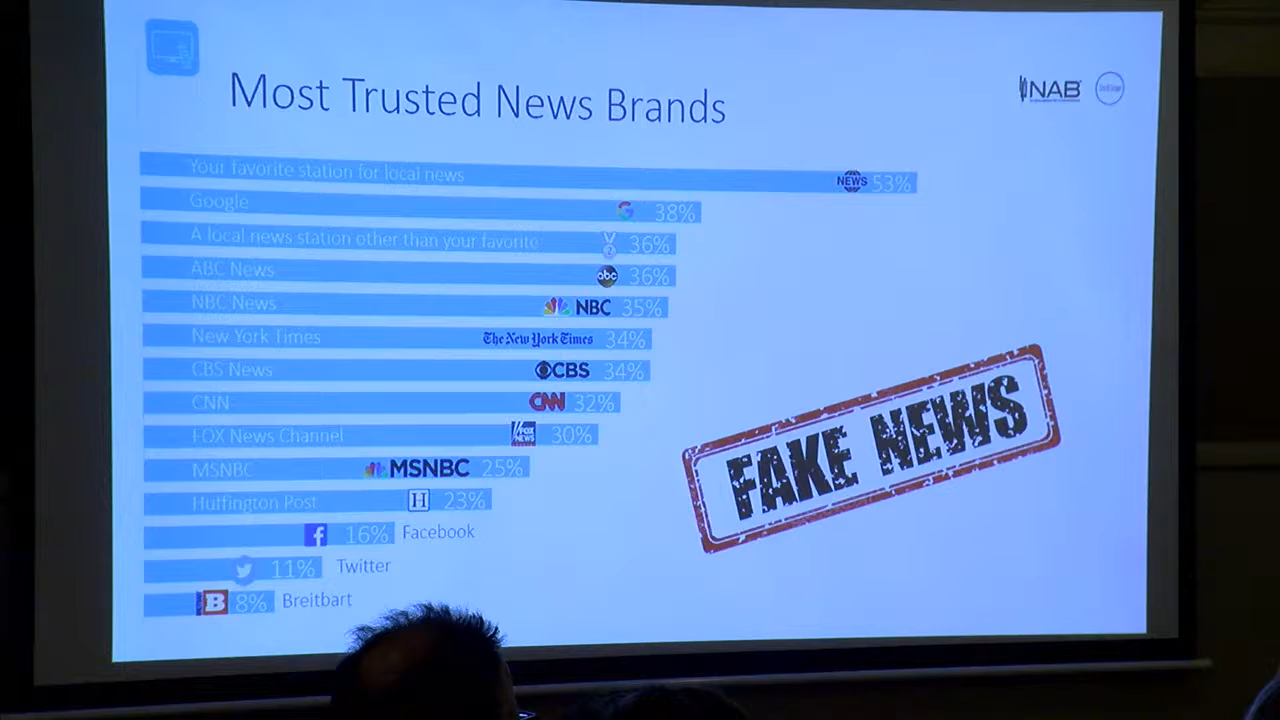 Most Trusted News Brands
NAB
Your favorite station for local news NEWS 53%
Google G 38%
A local news station other than your favorite 36%
ABC News abc 36%
NBC News NBC 35%
New York Times The New York Times 34%
CBS News CBS 34%
CNN CNN 32%
FOX News Channel FOX NEWS 30%
MSNBC MSNBC 25%
Huffington Post H 23%
f 16% Facebook
11% Twitter
B 8% Breitbart
FAKE NEWS